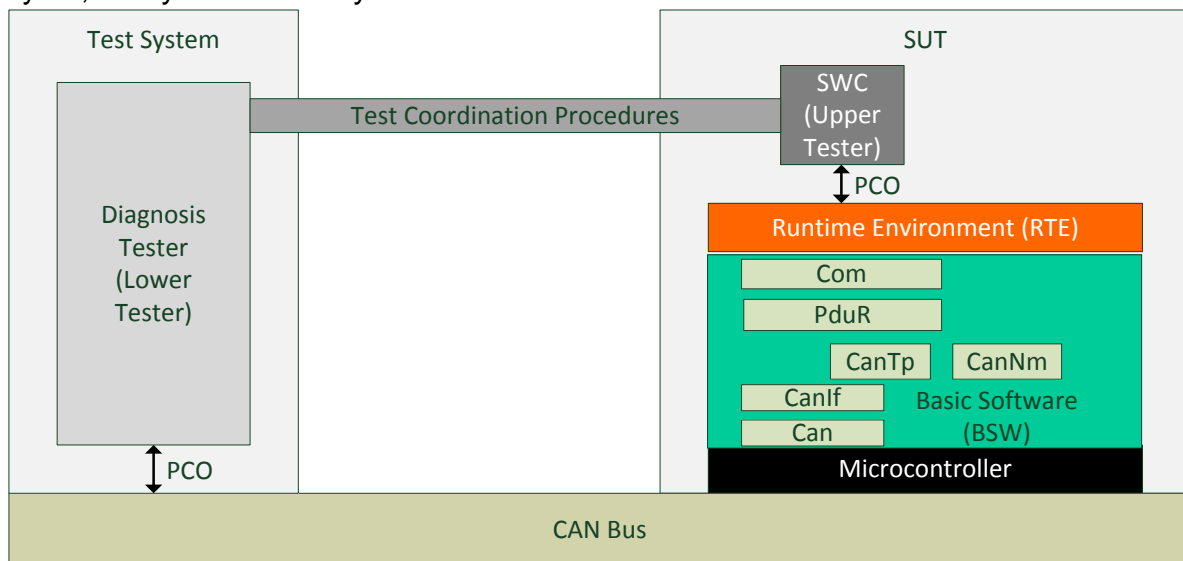 Test System
SUT
SWC
(Upper
Tester)
Test Coordination Procedures
PCO
Diagnosis
Tester
(Lower
Tester)
Runtime Environment (RTE)
Com
PduR
CanTp
CanNm
CanIf
Basic Software
(BSW)
Can
PCO
Microcontroller
CAN Bus